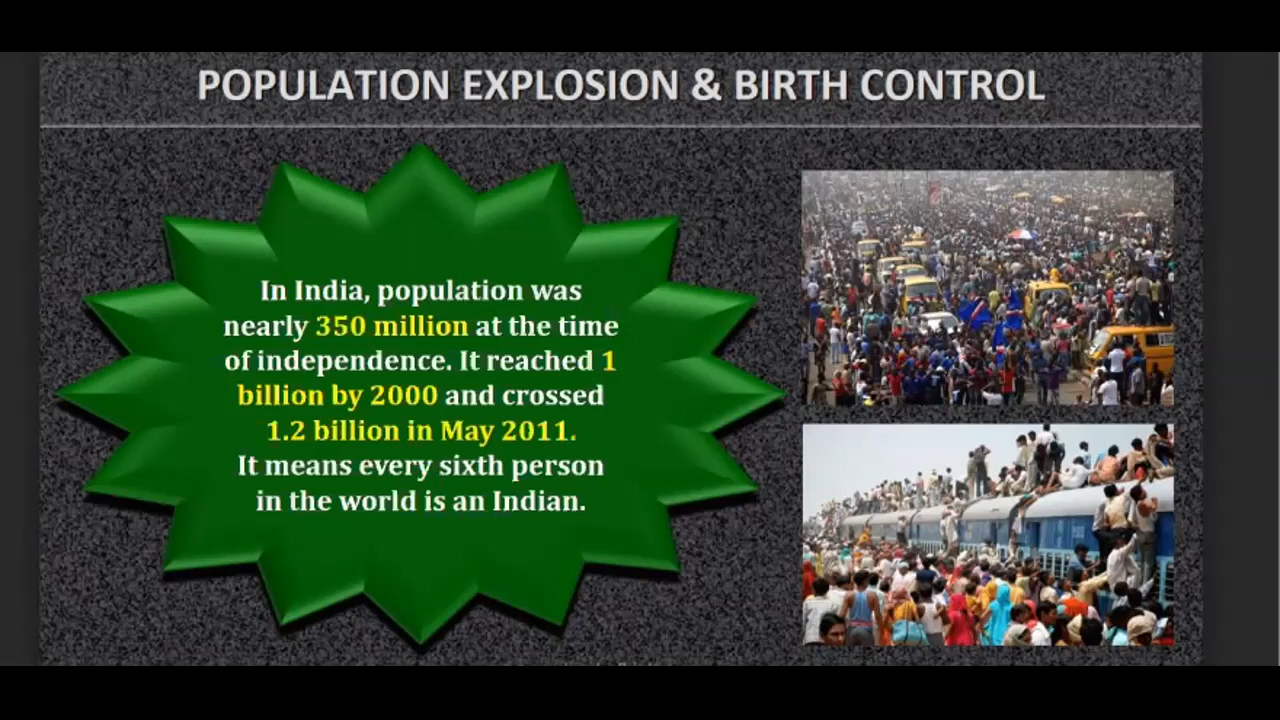 POPULATION EXPLOSION & BIRTH CONTROL
In India, population was
nearly 350 million at the time
of independence. It reached 1
billion by 2000 and crossed
1.2 billion in May 2011.
It means every sixth person
in the world is an Indian.